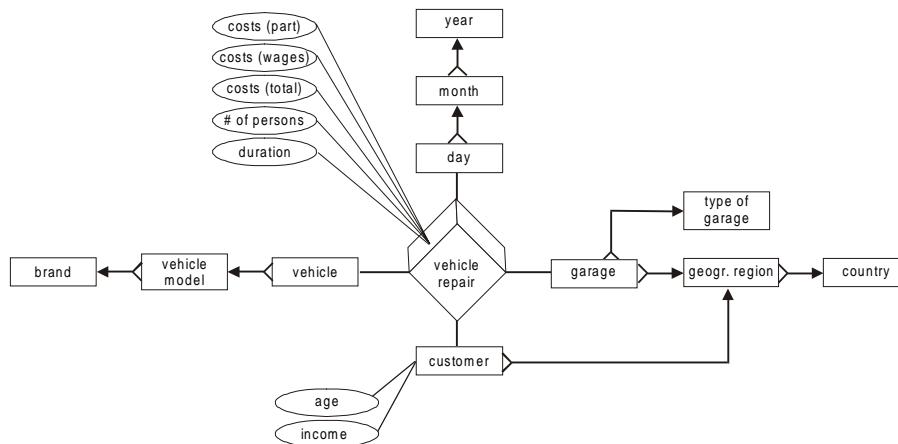 costs (part)
costs (wages)
costs (total)
# of persons
duration
year
month
day
type of
garage
brand
vehicle
model
vehicle
vehicle
repair
garage
geogr. region
country
customer
age
income